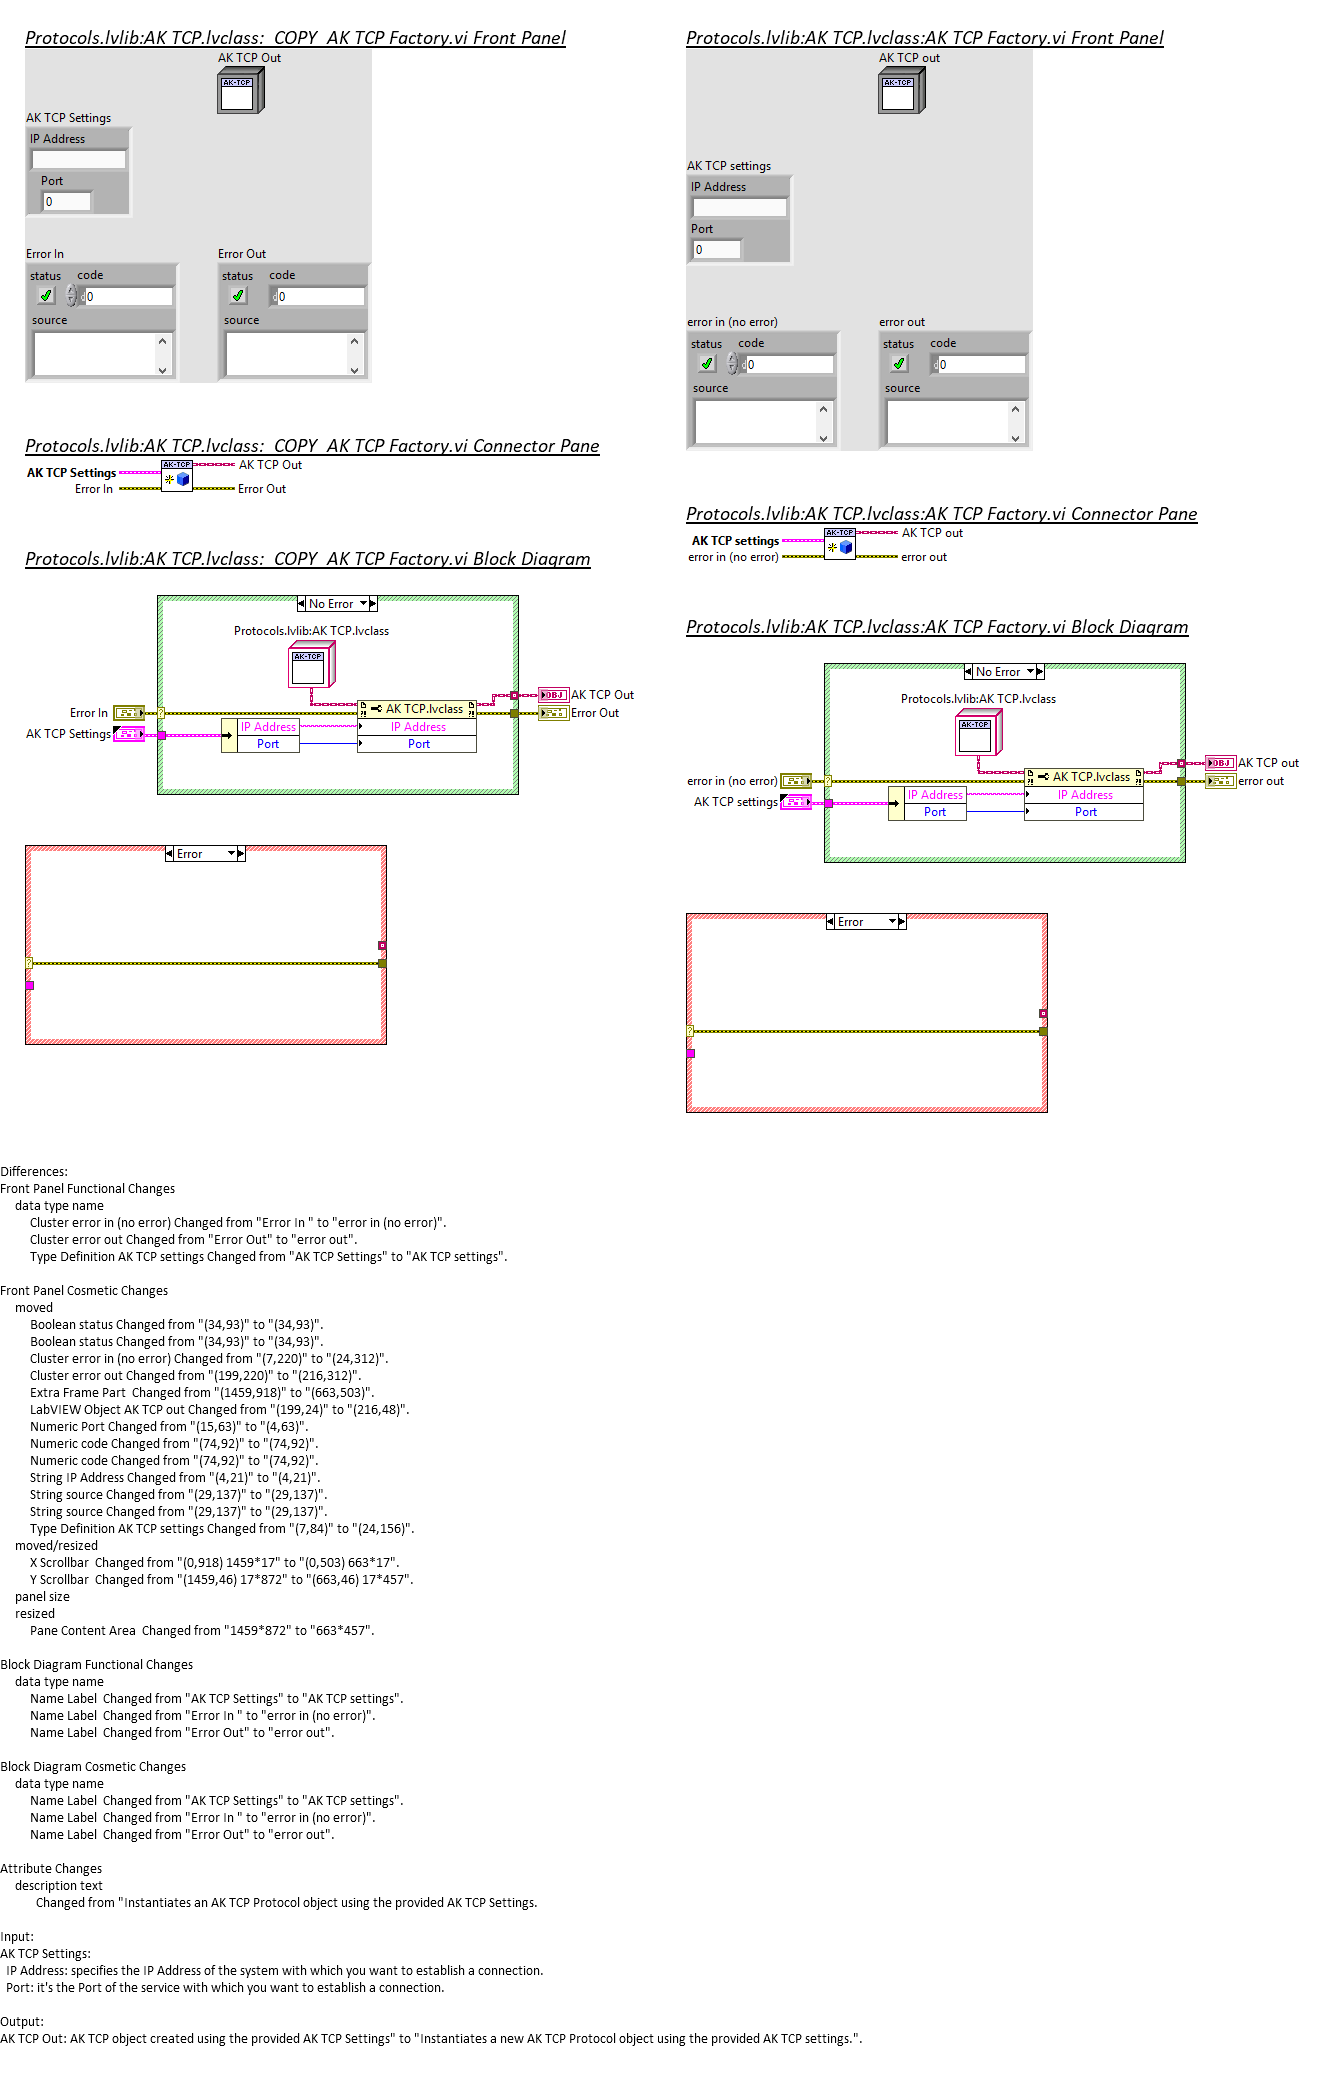 Protocols.lvlib:AK TCP.lvclass:_COPY_AK TCP Factory.vi Front Panel
AK TCP Out
AK-TCP
AK TCP Settings
IP Address
Port
0
Error In
Error Out
status
code
d0
source
status
code
d0
source
Protocols.lvlib:AK TCP.lvclass:_COPY_AK TCP Factory.vi Connector Pane
AK TCP Settings
Error In
AK-TCP
AK TCP Out
Error Out
Protocols.lvlib:AK TCP.lvclass:_COPY_AK TCP Factory.vi Block Diagram
No Error
Protocols.lvlib:AK TCP.lvclass
AK-TCP
AK TCP.lvclass
IP Address
Port
IP Address
Port
Error In
AK TCP Settings
OBJ
AK TCP Out
Error Out
?
Error
?
Protocols.lvlib:AK TCP.lvclass:AK TCP Factory.vi Front Panel
AK TCP out
AK-TCP
AK TCP settings
IP Address
Port
0
error in (no error)
error out
status
code
d0
source
status
code
d0
source
Protocols.lvlib:AK TCP.lvclass:AK TCP Factory.vi Connector Pane
AK TCP settings
error in (no error)
AK-TCP
AK TCP out
error out
Protocols.lvlib:AK TCP.lvclass:AK TCP Factory.vi Block Diagram
No Error
Protocols.lvlib:AK TCP.lvclass
AK-TCP
AK TCP.lvclass
IP Address
Port
IP Address
Port
error in (no error)
AK TCP settings
OBJ
AK TCP out
error out
?
Error
?
Differences:
Front Panel Functional Changes
data type name
Cluster error in (no error) Changed from "Error In " to "error in (no error)".
Cluster error out Changed from "Error Out" to "error out".
Type Definition AK TCP settings Changed from "AK TCP Settings" to "AK TCP settings".
Front Panel Cosmetic Changes
moved
Boolean status Changed from "(34,93)" to "(34,93)".
Boolean status Changed from "(34,93)" to "(34,93)".
Cluster error in (no error) Changed from "(7,220)" to "(24,312)".
Cluster error out Changed from "(199,220)" to "(216,312)".
Extra Frame Part  Changed from "(1459,918)" to "(663,503)".
LabVIEW Object AK TCP out Changed from "(199,24)" to "(216,48)".
Numeric Port Changed from "(15,63)" to "(4,63)".
Numeric code Changed from "(74,92)" to "(74,92)".
Numeric code Changed from "(74,92)" to "(74,92)".
String IP Address Changed from "(4,21)" to "(4,21)".
String source Changed from "(29,137)" to "(29,137)".
String source Changed from "(29,137)" to "(29,137)".
Type Definition AK TCP settings Changed from "(7,84)" to "(24,156)".
moved/resized
X Scrollbar  Changed from "(0,918) 1459*17" to "(0,503) 663*17".
Y Scrollbar  Changed from "(1459,46) 17*872" to "(663,46) 17*457".
panel size
resized
Pane Content Area  Changed from "1459*872" to "663*457".
Block Diagram Functional Changes
data type name
Name Label  Changed from "AK TCP Settings" to "AK TCP settings".
Name Label  Changed from "Error In " to "error in (no error)".
Name Label  Changed from "Error Out" to "error out".
Block Diagram Cosmetic Changes
data type name
Name Label  Changed from "AK TCP Settings" to "AK TCP settings".
Name Label  Changed from "Error In " to "error in (no error)".
Name Label  Changed from "Error Out" to "error out".
Attribute Changes
description text
Changed from "Instantiates an AK TCP Protocol object using the provided AK TCP Settings.
Input:
AK TCP Settings:
IP Address: specifies the IP Address of the system with which you want to establish a connection.
Port: it's the Port of the service with which you want to establish a connection.
Output:
AK TCP Out: AK TCP object created using the provided AK TCP Settings" to "Instantiates a new AK TCP Protocol object using the provided AK TCP settings.".